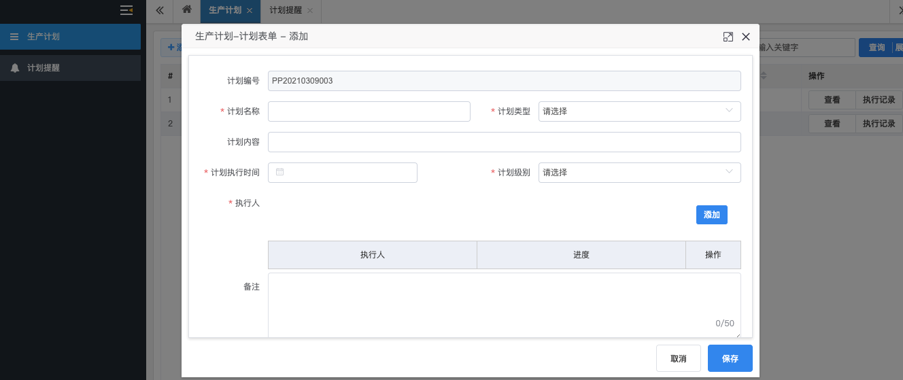 生产计划
计划提醒
生产计划 计划提醒
生产计划-计划表单 - 添加
输入关键字 查询 展
计划编号 PP20210309003
* 计划名称 * 计划类型 请选择
计划内容
* 计划执行时间 * 计划级别 请选择
* 执行人
添加
执行人 进度 操作
备注
0/50
取消 保存
# 操作
1 查看 执行记录
2 查看 执行记录